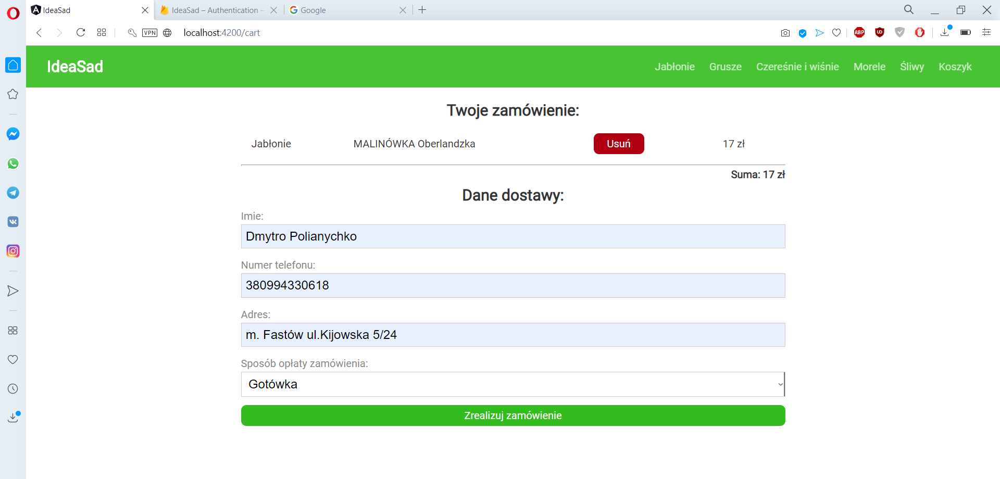 IdeaSad
IdeaSad – Authentication –
Google
VPN
localhost:4200/cart
ABP
IdeaSad
Jabłonie
Grusze
Czereśnie i wiśnie
Morele
Śliwy
Koszyk
Twoje zamówienie:
Jabłonie
MALINÓWKA Oberlandzka
Usuń
17 zł
Suma: 17 zł
Dane dostawy:
Imie:
Dmytro Polianychko
Numer telefonu:
380994330618
Adres:
m. Fastów ul.Kijowska 5/24
Sposób opłaty zamówienia:
Gotówka
Zrealizuj zamówienie